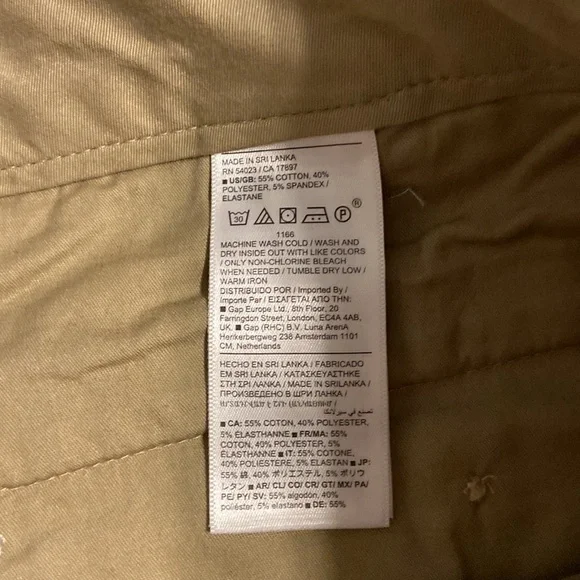 MADE IN SRI LANKA
RN 54023 / CA 17897
■ US/GB: 55% COTTON, 40%
POLYESTER, 5% SPANDEX /
ELASTANE
30 P ®
1166
MACHINE WASH COLD / WASH AND
DRY INSIDE OUT WITH LIKE COLORS
/ ONLY NON-CHLORINE BLEACH
WHEN NEEDED / TUMBLE DRY LOW /
WARM IRON
DISTRIBUIDO POR / Imported By /
Importe Par / ΕΙΣΑΓΕΤΑΙ ΑΠΟ ΤΗΝ:
■ Gap Europe Ltd., 8th Floor, 20
Farringdon Street, London, EC4A 4AB,
UK. ■ Gap (RHC) B.V. Luna ArenA
Herikerbergweg 238 Amsterdam 1101
CM, Netherlands
HECHO EN SRI LANKA / FABRICADO
EM SRI LANKA / ΚΑΤΑΣΚΕΥΑΣΤΗΚΕ
ΣΤΗ ΣΡΙ ΛΑΝΚΑ / MADE IN SRILANKA /
ПРОИЗВЕДЕНО В ШРИ ЛАНКА /
تصنيع في سيريلانكا
■ CA: 55% COTON, 40% POLYESTER,
5% ÉLASTHANNE ■ FR/MA: 55%
COTON, 40% POLYESTER, 5%
ÉLASTHANNE ■ IT: 55% COTONE,
40% POLIESTERE, 5% ELASTAN ■ JP:
55% 綿, 40% ポリエステル, 5% ポリウ
レタン ■ AR/ CL/ CO/ CR/ GT/ MX/ PA/
PE/ PY/ SV: 55% algodón, 40%
poliéster, 5% elastano ■ DE: 55%